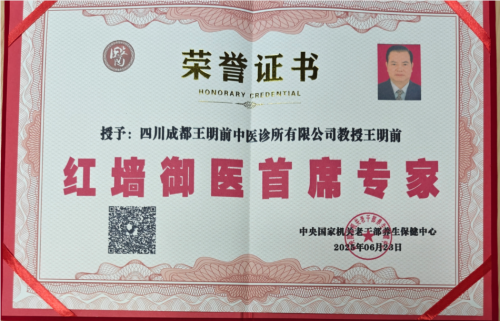 荣誉证书
HONORARY CREDENTIAL
授予：四川成都王明前中医诊所有限公司教授王明前
红墙御医首席专家
中央国家机关老干部养生保健中心
2025年06月23日